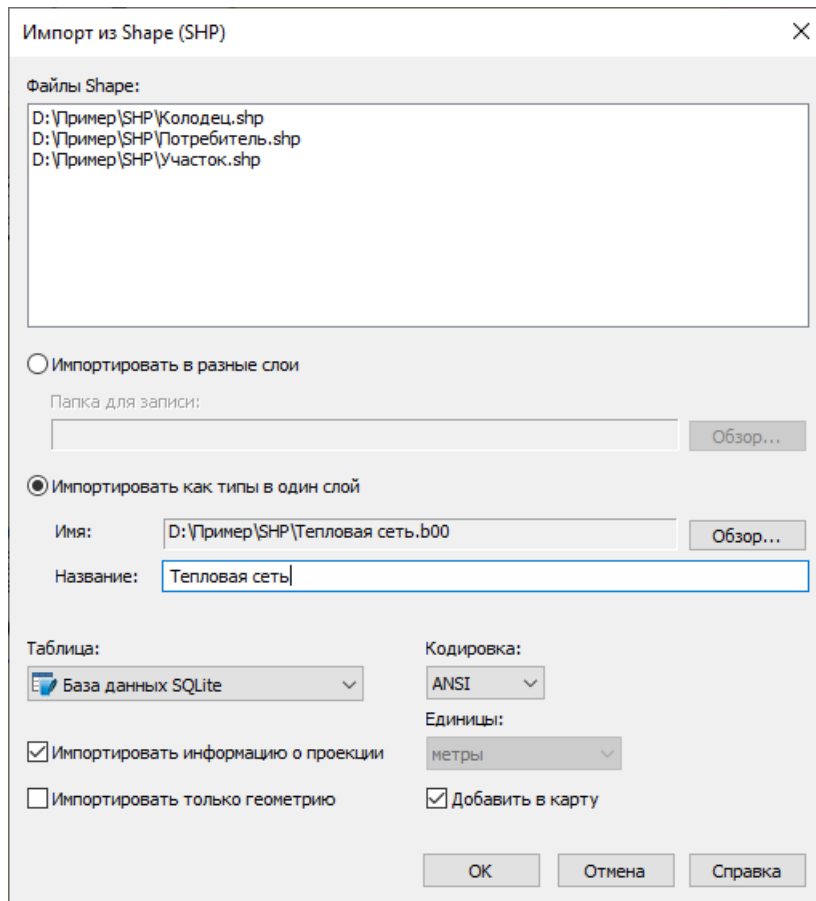 Импорт из Shape (SHP)
Файлы Shape:
D:\Пример\SHP\Колодец.shp
D:\Пример\SHP\Потребитель.shp
D:\Пример\SHP\Участок.shp
Импортировать в разные слои
Папка для записи:
Обзор...
Импортировать как типы в один слой
Имя: D:\Пример\SHP\Тепловая сеть.b00 Обзор...
Название: Тепловая сеть
Таблица: Кодировка:
База данных SQLite ANSI
Единицы:
Импортировать информацию о проекции метры
Импортировать только геометрию Добавить в карту
ОК Отмена Справка